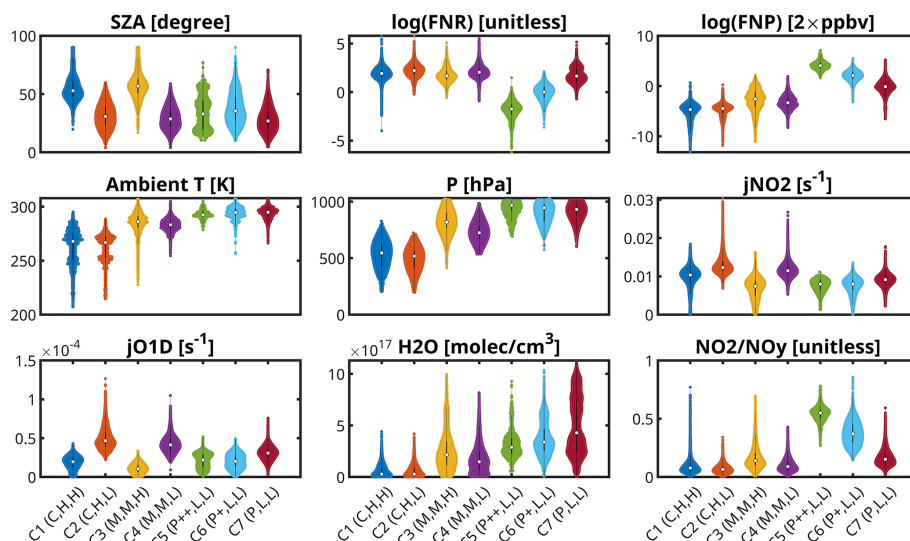 SZA [degree]
log(FNR) [unitless]
log(FNP) [2×ppbv]
100
50
0
5
0
-5
10
0
-10
Ambient T [K]
P [hPa]
jNO2 [s-1]
300
250
200
1000
500
0
0.03
0.02
0.01
0
jO1D [s-1]
H2O [molec/cm3]
NO2/NOy [unitless]
×10-4
1.5
1
0.5
0
×1017
10
5
0
1
0.5
0
C1 (C,H,H)
C2 (C,H,L)
C3 (M,M,H)
C4 (M,M,L)
C5 (P++,L,L)
C6 (P+,L,L)
C7 (P,L,L)
C1 (C,H,H)
C2 (C,H,L)
C3 (M,M,H)
C4 (M,M,L)
C5 (P++,L,L)
C6 (P+,L,L)
C7 (P,L,L)
C1 (C,H,H)
C2 (C,H,L)
C3 (M,M,H)
C4 (M,M,L)
C5 (P++,L,L)
C6 (P+,L,L)
C7 (P,L,L)